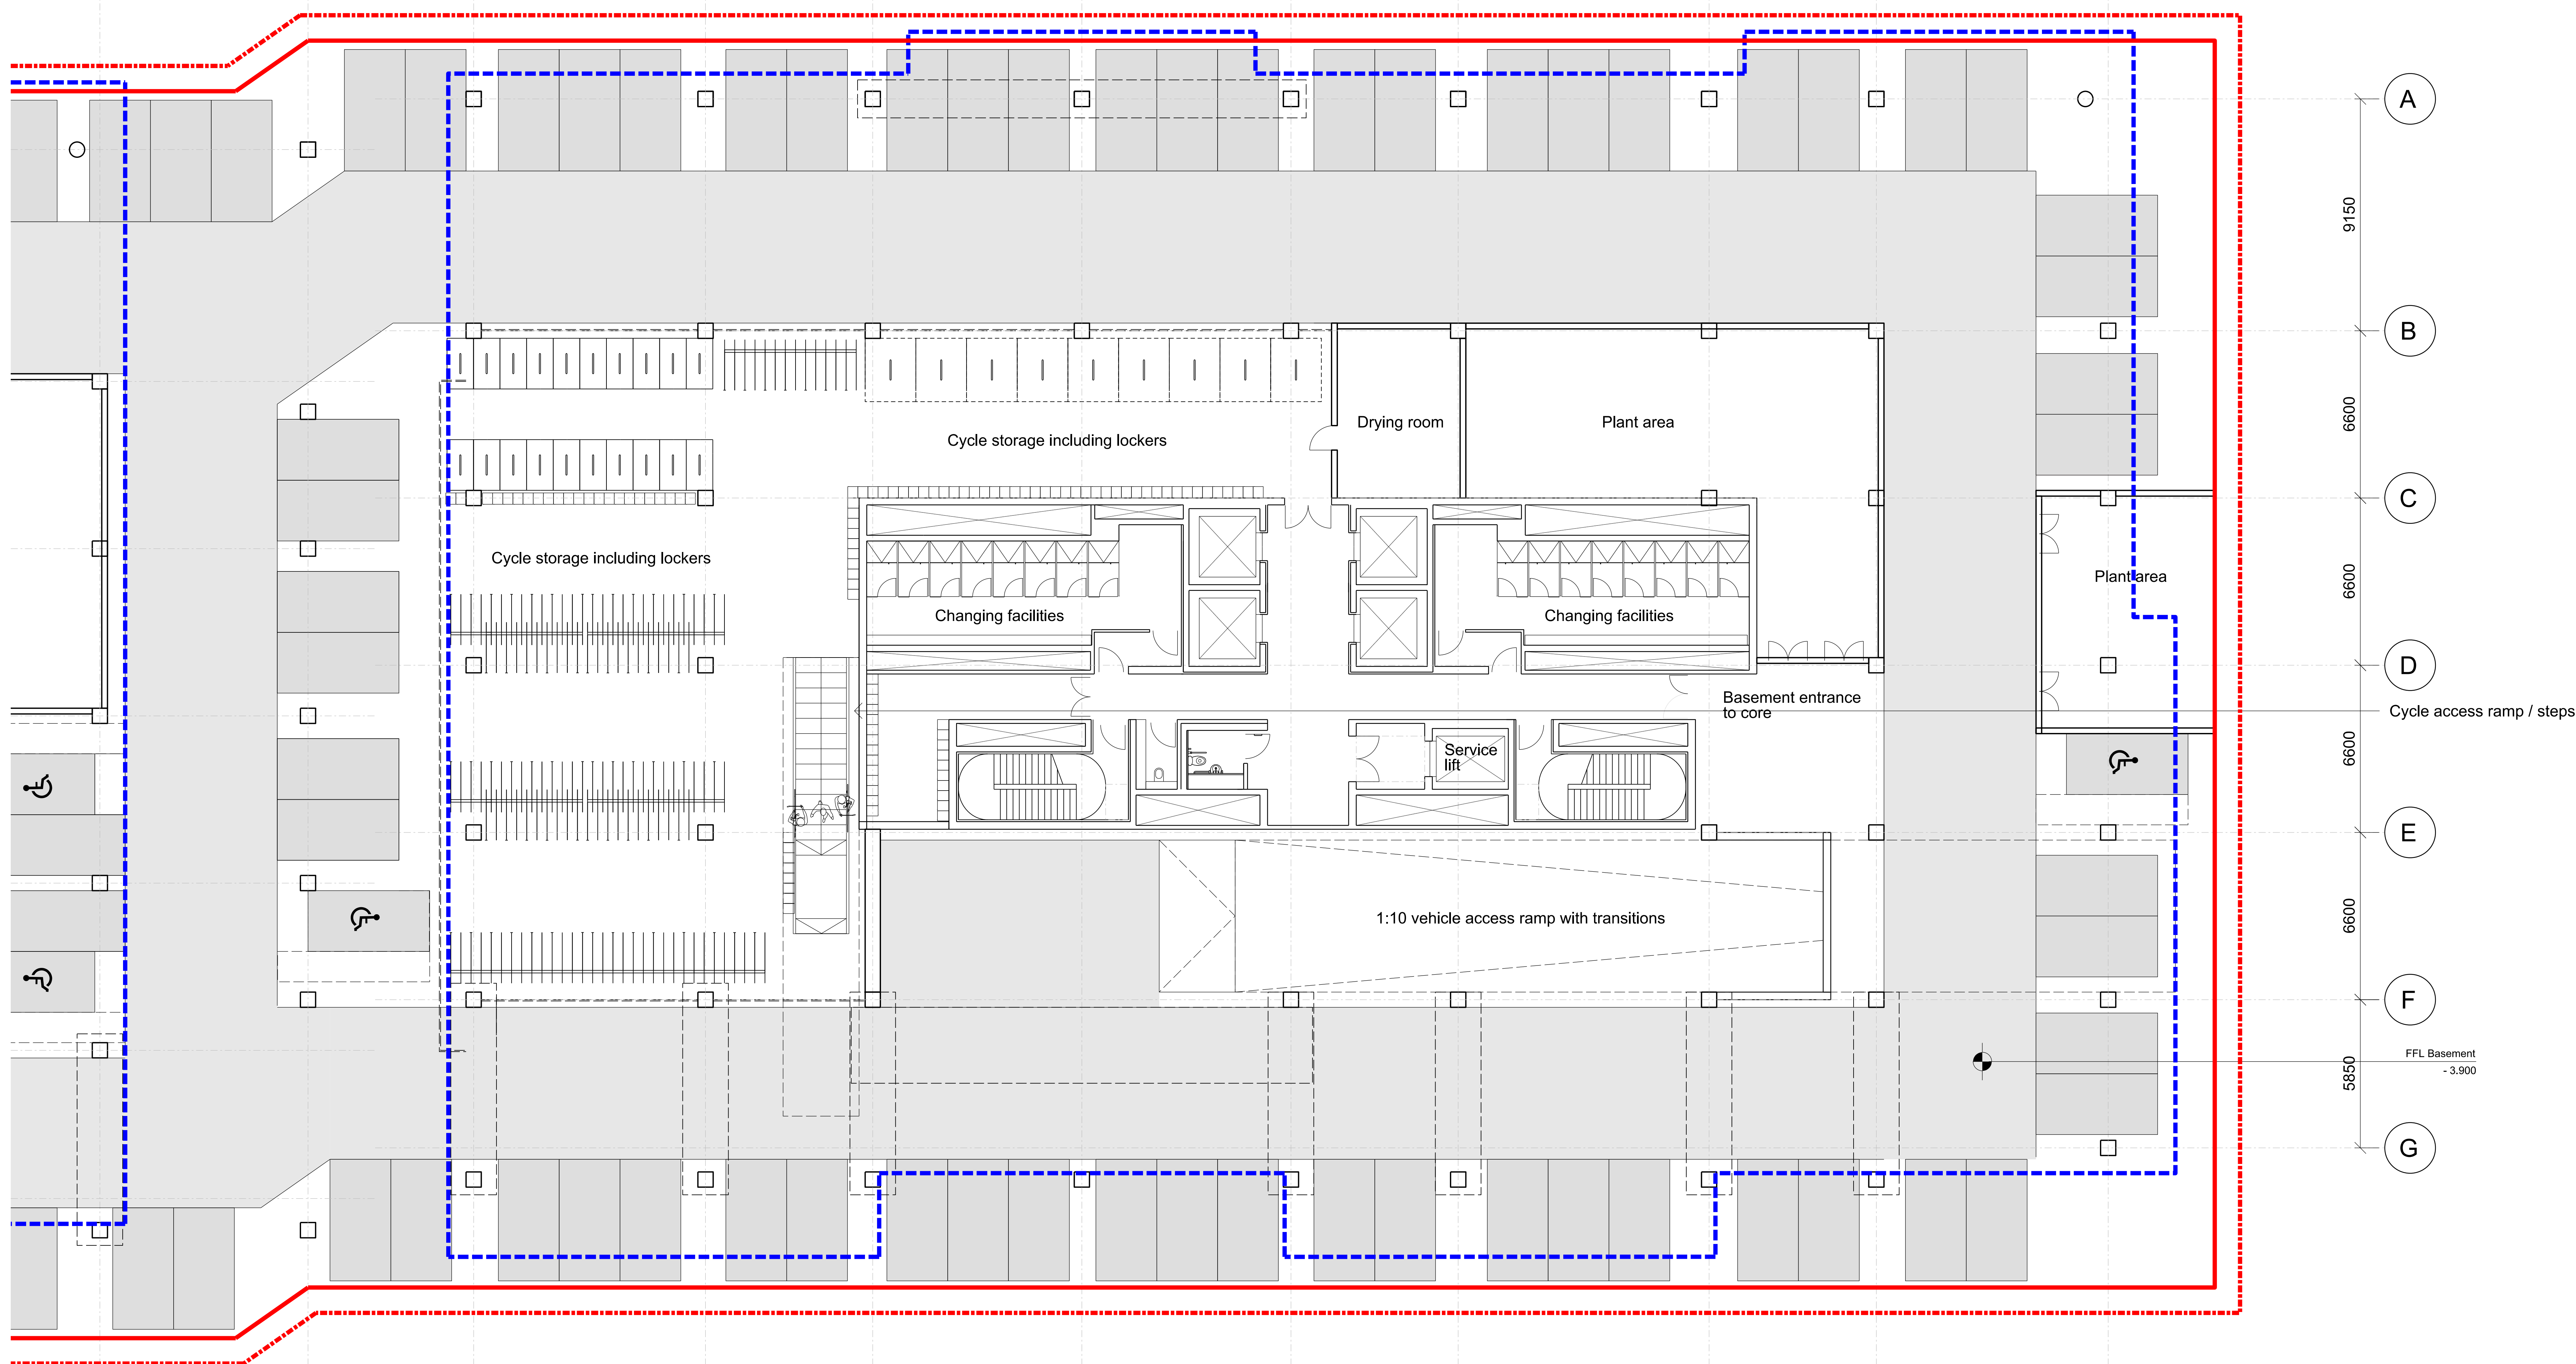 A
9150
B
6600
Drying room
Plant area
Cycle storage including lockers
C
Cycle storage including lockers
6600
Plant area
Changing facilities
Changing facilities
D
Basement entrance
to core
Cycle access ramp / steps
6600
Service
lift
E
6600
1:10 vehicle access ramp with transitions
F
5850
FFL Basement
- 3.900
G